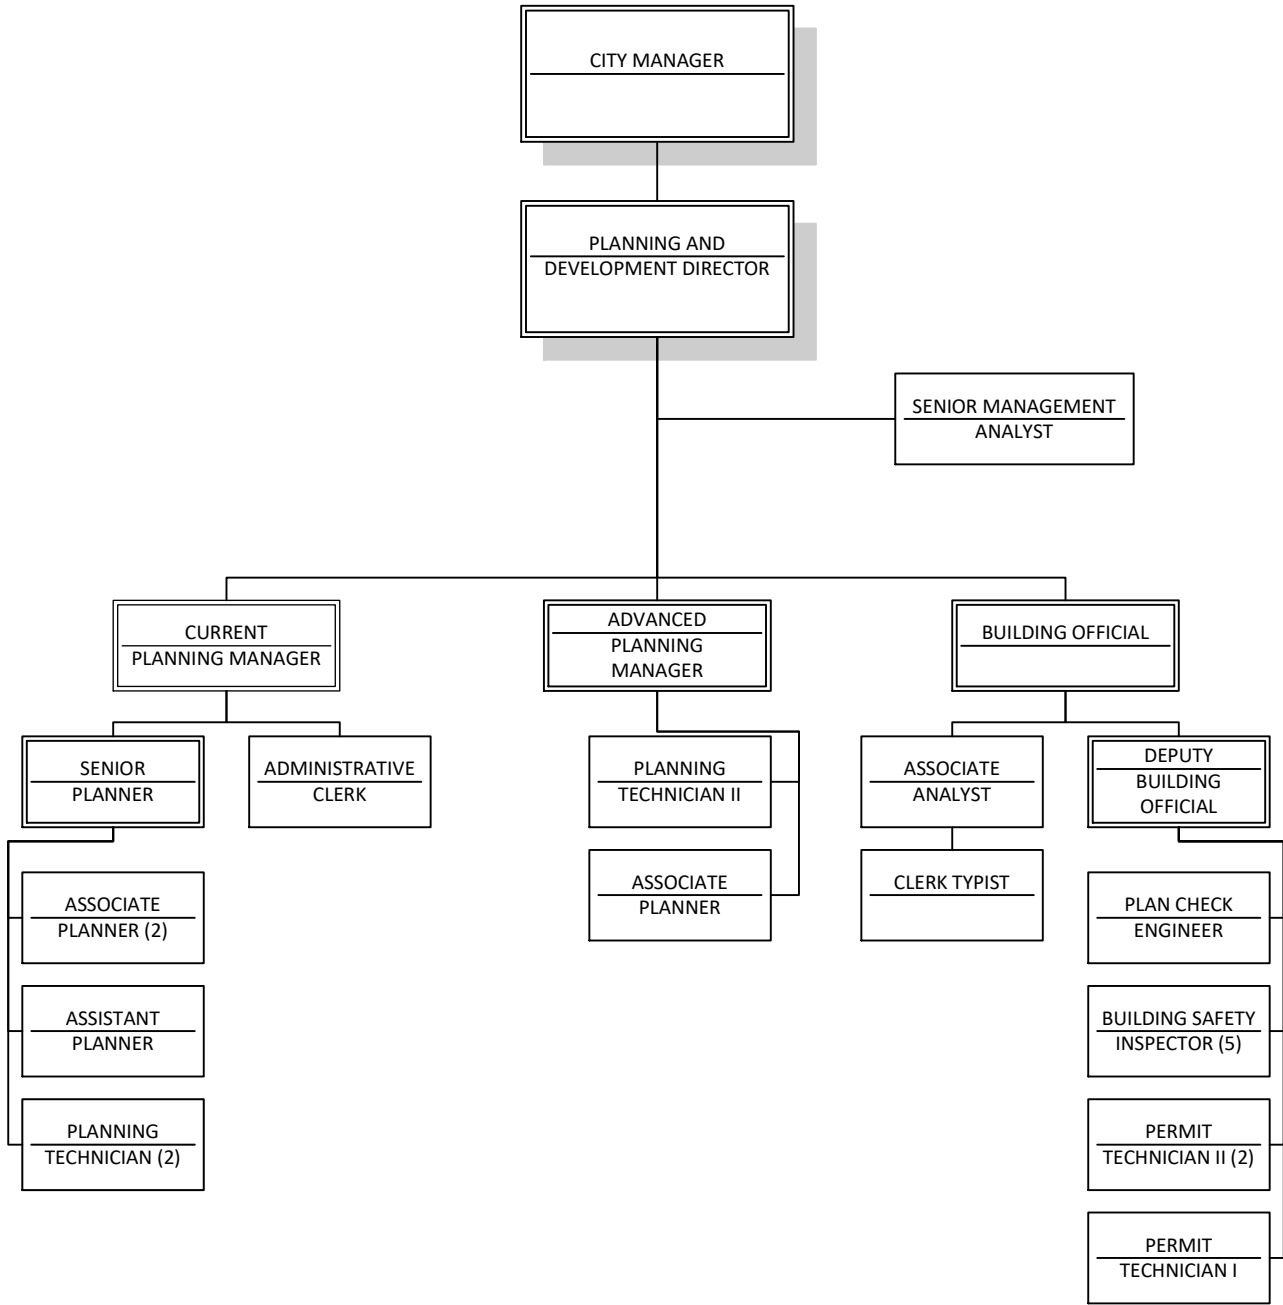 CITY MANAGER
PLANNING AND
DEVELOPMENT DIRECTOR
SENIOR MANAGEMENT
ANALYST
CURRENT
PLANNING MANAGER
ADVANCED
PLANNING
MANAGER
BUILDING OFFICIAL
SENIOR
PLANNER
ADMINISTRATIVE
CLERK
PLANNING
TECHNICIAN II
ASSOCIATE
ANALYST
DEPUTY
BUILDING
OFFICIAL
ASSOCIATE
PLANNER (2)
ASSOCIATE
PLANNER
CLERK TYPIST
PLAN CHECK
ENGINEER
ASSISTANT
PLANNER
BUILDING SAFETY
INSPECTOR (5)
PLANNING
TECHNICIAN (2)
PERMIT
TECHNICIAN II (2)
PERMIT
TECHNICIAN I